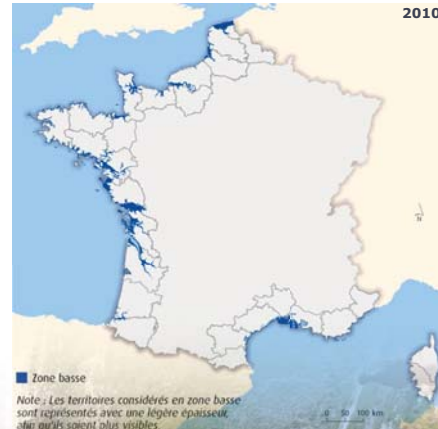 2010
N
Zone basse
Note : Les territoires considérés en zone basse
sont représentés avec une légère épaisseur,
afin qu'ils soient plus visibles.
0 50 100 km